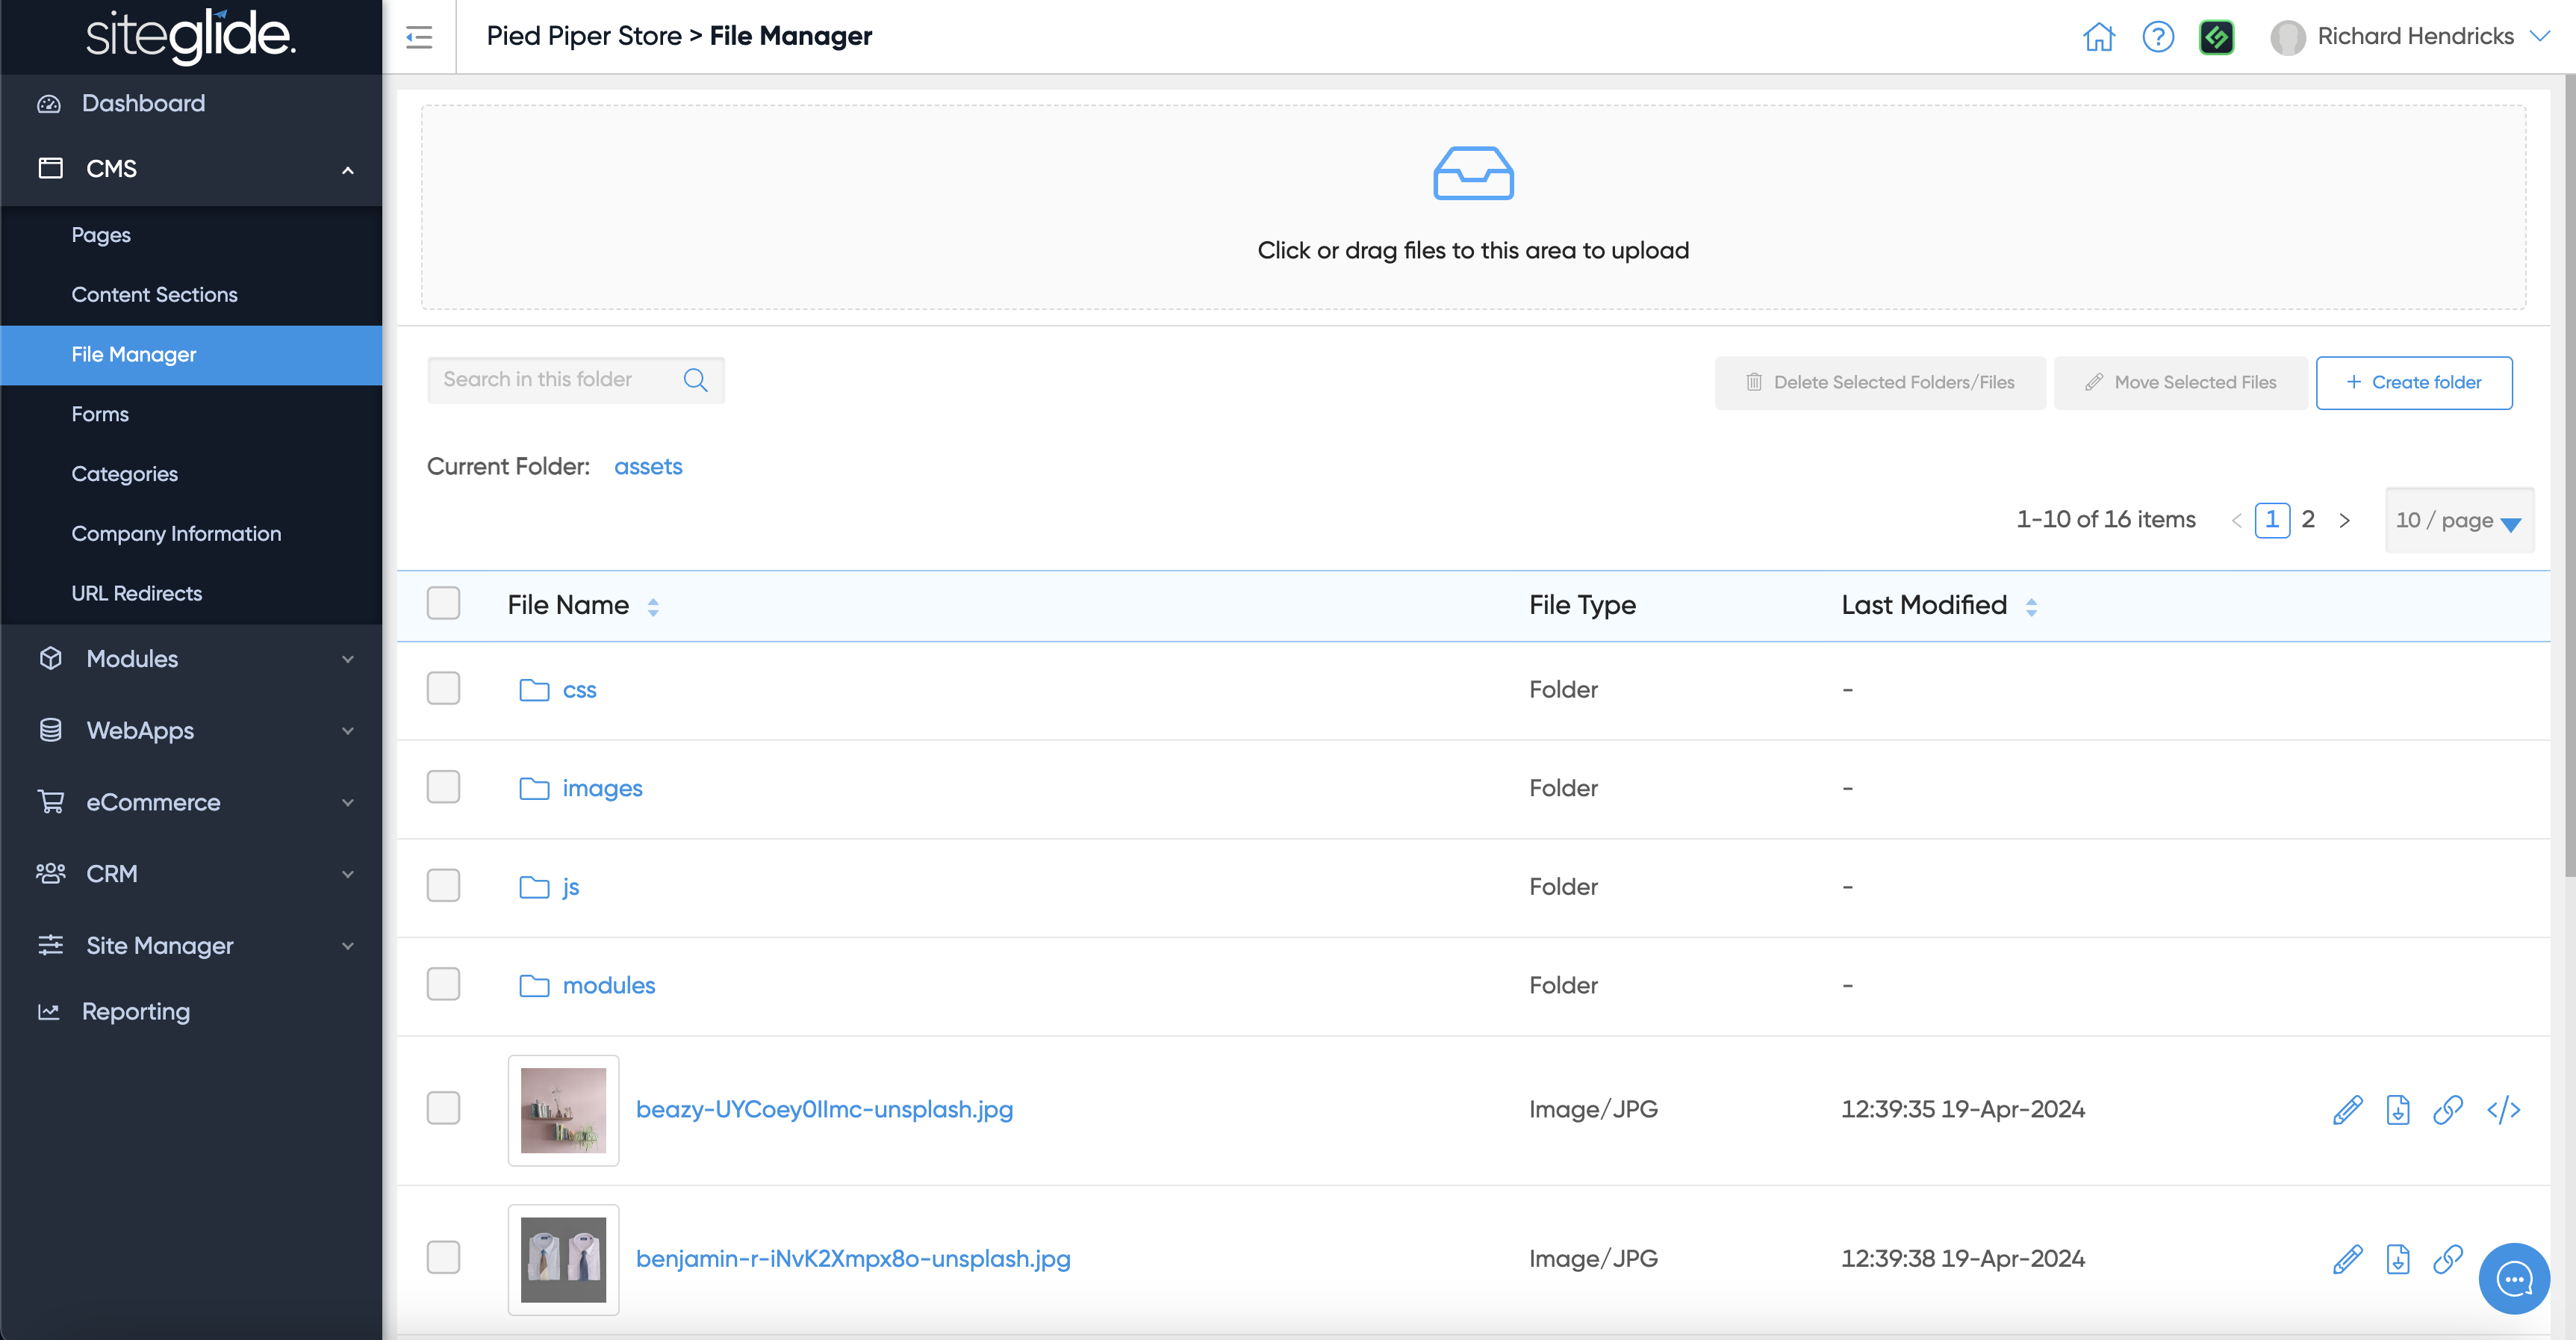 siteglide.
Pied Piper Store > File Manager
Richard Hendricks
Dashboard
CMS
Pages
Content Sections
File Manager
Forms
Categories
Company Information
URL Redirects
Modules
WebApps
eCommerce
CRM
Site Manager
Reporting
Click or drag files to this area to upload
Search in this folder
Delete Selected Folders/Files
Move Selected Files
+ Create folder
Current Folder: assets
1-10 of 16 items < 1 2 > 10 / page
File Name File Type Last Modified
css Folder -
images Folder -
js Folder -
modules Folder -
beazy-UYCoey0IImc-unsplash.jpg Image/JPG 12:39:35 19-Apr-2024
benjamin-r-iNvK2Xmpx8o-unsplash.jpg Image/JPG 12:39:38 19-Apr-2024